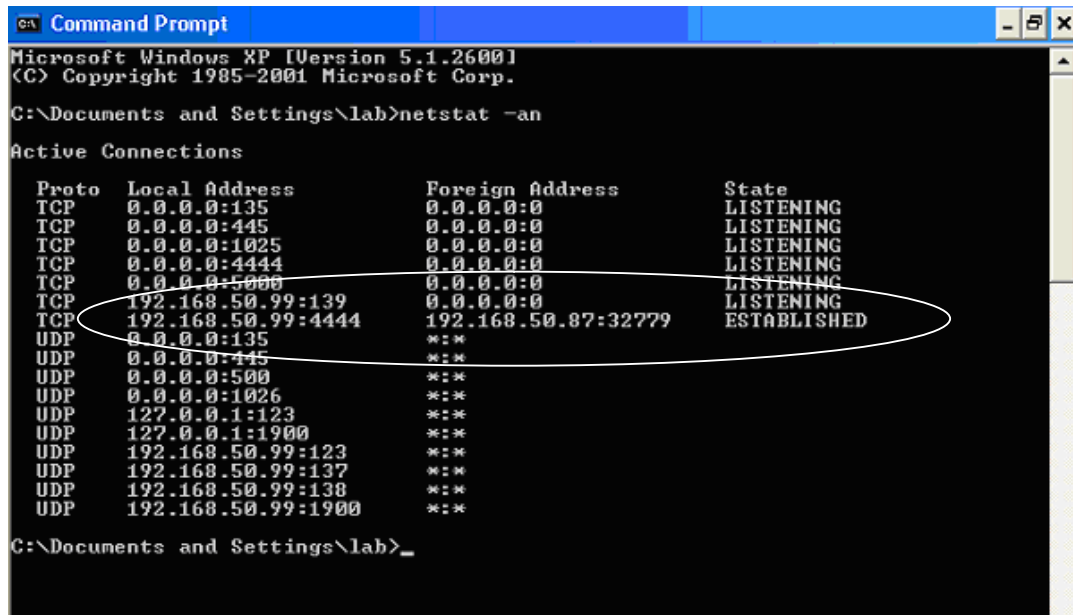 Command Prompt
Microsoft Windows XP [Version 5.1.2600]
(C) Copyright 1985-2001 Microsoft Corp.
C:\Documents and Settings\lab>netstat -an
Active Connections
Proto Local Address Foreign Address State
TCP 0.0.0.0:135 0.0.0.0:0 LISTENING
TCP 0.0.0.0:445 0.0.0.0:0 LISTENING
TCP 0.0.0.0:1025 0.0.0.0:0 LISTENING
TCP 0.0.0.0:4444 0.0.0.0:0 LISTENING
TCP 0.0.0.0:5000 0.0.0.0:0 LISTENING
TCP 192.168.50.99:139 0.0.0.0:0 LISTENING
TCP 192.168.50.99:4444 192.168.50.87:32779 ESTABLISHED
UDP 0.0.0.0:135 *:*
UDP 0.0.0.0:445 *:*
UDP 0.0.0.0:500 *:*
UDP 0.0.0.0:1026 *:*
UDP 127.0.0.1:123 *:*
UDP 127.0.0.1:1900 *:*
UDP 192.168.50.99:123 *:*
UDP 192.168.50.99:137 *:*
UDP 192.168.50.99:138 *:*
UDP 192.168.50.99:1900 *:*
C:\Documents and Settings\lab>_